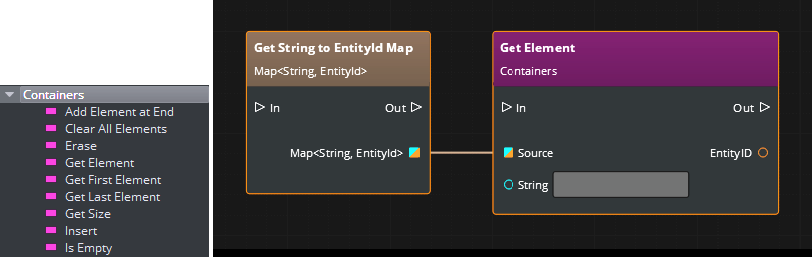 Containers
Add Element at End
Clear All Elements
Erase
Get Element
Get First Element
Get Last Element
Get Size
Insert
Is Empty
Get String to EntityId Map
Map<String, EntityId>
In Out
Map<String, EntityId>
Get Element
Containers
In Out
Source EntityID
String